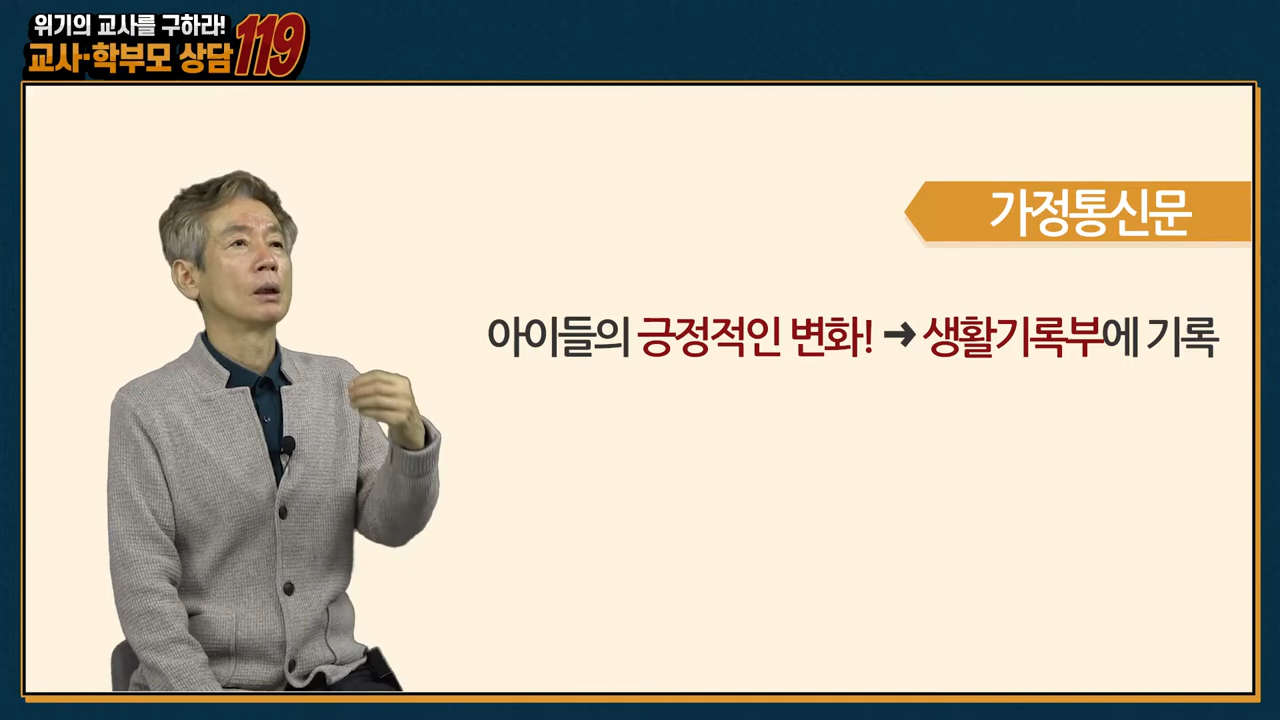 위기의 교사를 구하라!
교사·학부모 상담 119
가정통신문
아이들의 긍정적인 변화! → 생활기록부에 기록